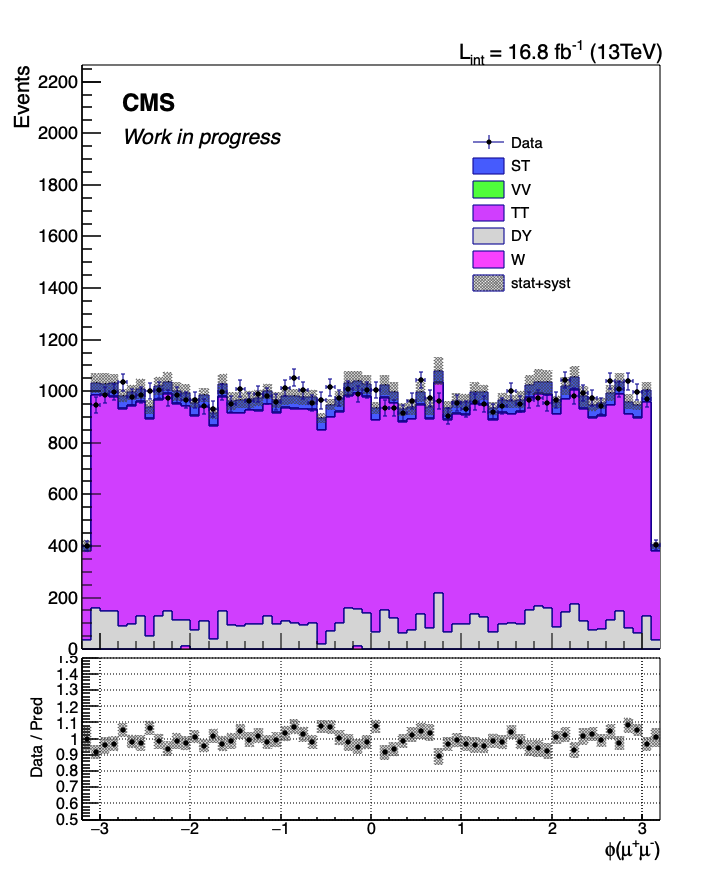 L_int = 16.8 fb⁻¹ (13TeV)
Events
CMS
Work in progress
Data
ST
VV
TT
DY
W
stat+syst
2200
2000
1800
1600
1400
1200
1000
800
600
400
200
0
Data / Pred
1.5
1.4
1.3
1.2
1.1
1
0.9
0.8
0.7
0.6
0.5
−3 −2 −1 0 1 2 3
ϕ(μ⁺μ⁻)